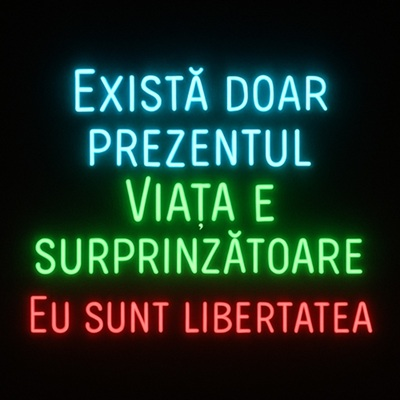 Există doar
prezentul
Viața e
surprinzătoare
Eu sunt libertatea